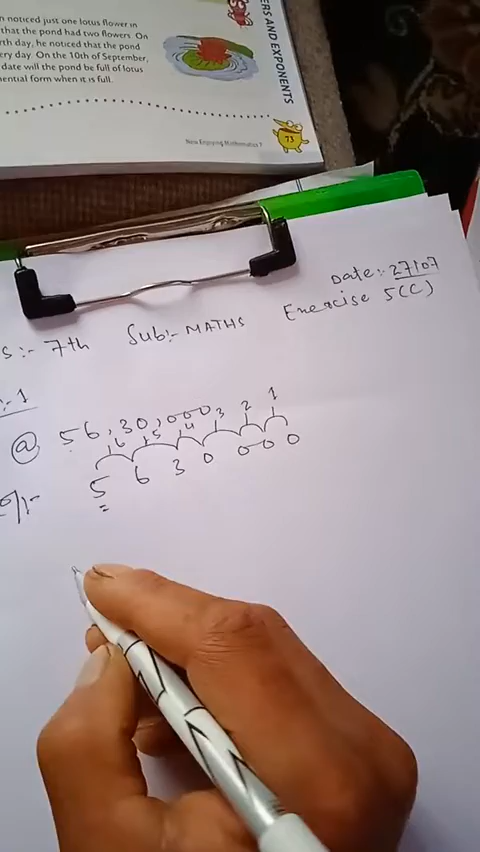 noticed just one lotus flower in
that the pond had two flowers. On
th day, he noticed that the pond
ery day. On the 10th of September,
date will the pond be full of lotus
nential form when it is full.
ERS AND EXPONENTS
New Enjoying Mathematics 7
73
Date:- 27/07
s:- 7th Sub:- MATHS Exercise 5(C)
:- 1
@ 56,30,000
6 5 4 3 2 1
5 6 3 0 0 0 0